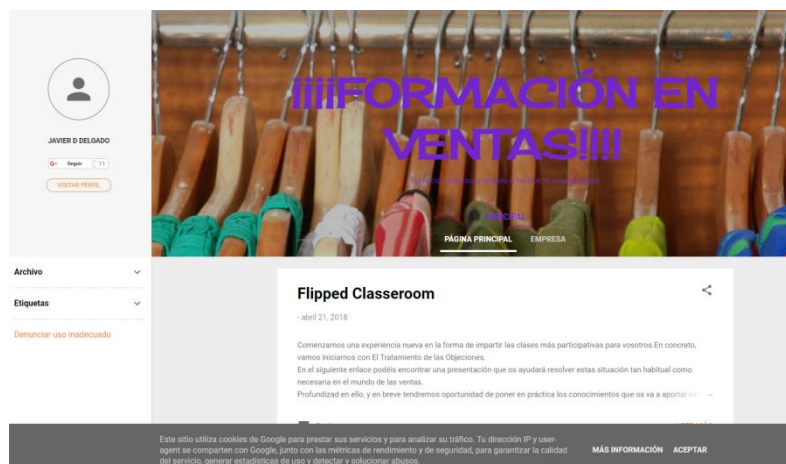 JAVIER D DELGADO
G+ Seguir 11
VISITAR PERFIL
¡¡¡¡FORMACIÓN EN
VENTAS!!!!
PRINCIPAL
PÁGINA PRINCIPAL EMPRESA
Archivo
Etiquetas
Denunciar uso inadecuado
Flipped Classeroom
- abril 21, 2018
Comenzamos una experiencia nueva en la forma de impartir las clases más participativas para vosotros.En concreto,
vamos iniciarnos con El Tratamiento de las Objeciones.
En el siguiente enlace podéis encontrar una presentación que os ayudará resolver estas situación tan habitual como
necesaria en el mundo de las ventas.
Profundizad en ello, y en breve tendremos oportunidad de poner en práctica los conocimientos que os va a aportar
Este sitio utiliza cookies de Google para prestar sus servicios y para analizar su tráfico. Tu dirección IP y user-
agent se comparten con Google, junto con las métricas de rendimiento y de seguridad, para garantizar la calidad
del servicio, generar estadísticas de uso y detectar y solucionar abusos.
MÁS INFORMACIÓN ACEPTAR